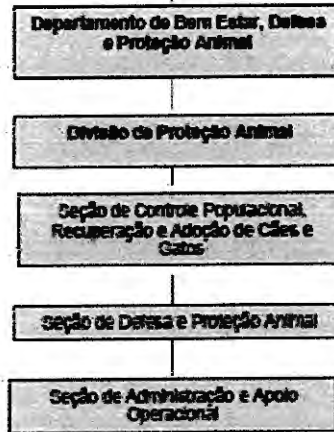 Departamento de Bem Estar, Defesa
e Proteção Animal
Divisão de Proteção Animal
Seção de Controle Populacional,
Recuperação e Adoção de Cães e
Gatos
Seção de Defesa e Proteção Animal
Seção de Administração e Apoio
Operacional